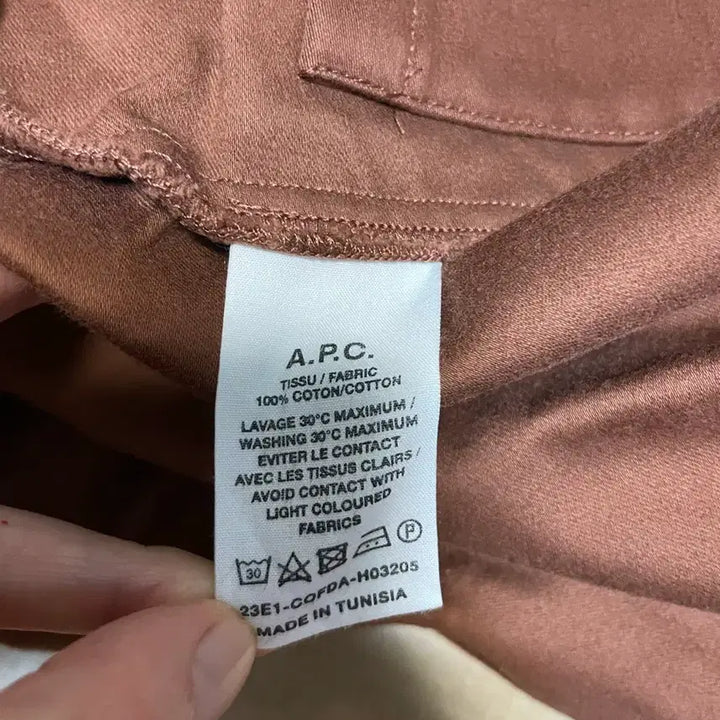 A.P.C.
TISSU / FABRIC
100% COTON/COTTON
LAVAGE 30°C MAXIMUM /
WASHING 30°C MAXIMUM
EVITER LE CONTACT
AVEC LES TISSUS CLAIRS /
AVOID CONTACT WITH
LIGHT COLOURED
FABRICS
30 P
23E1-COFDA-H03205
MADE IN TUNISIA